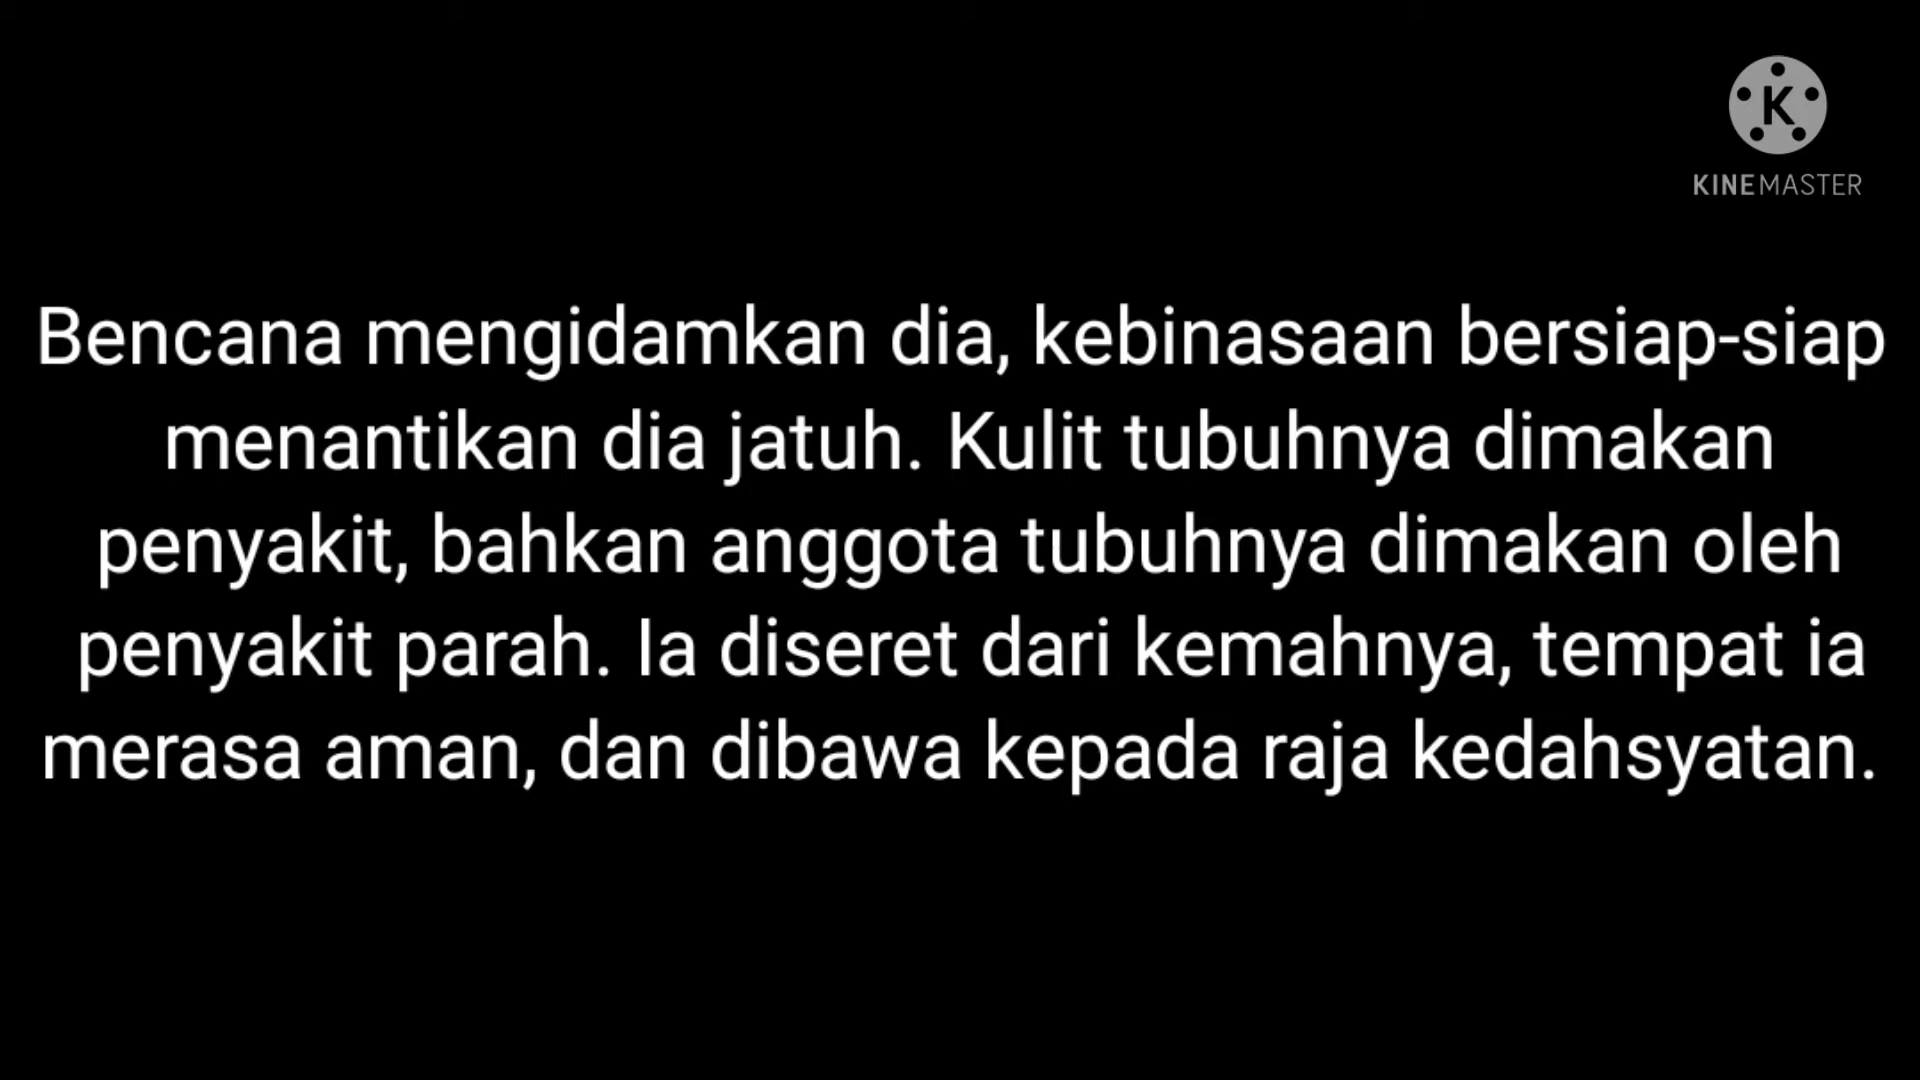 K
KINEMASTER
Bencana mengidamkan dia, kebinasaan bersiap-siap
menantikan dia jatuh. Kulit tubuhnya dimakan
penyakit, bahkan anggota tubuhnya dimakan oleh
penyakit parah. Ia diseret dari kemahnya, tempat ia
merasa aman, dan dibawa kepada raja kedahsyatan.